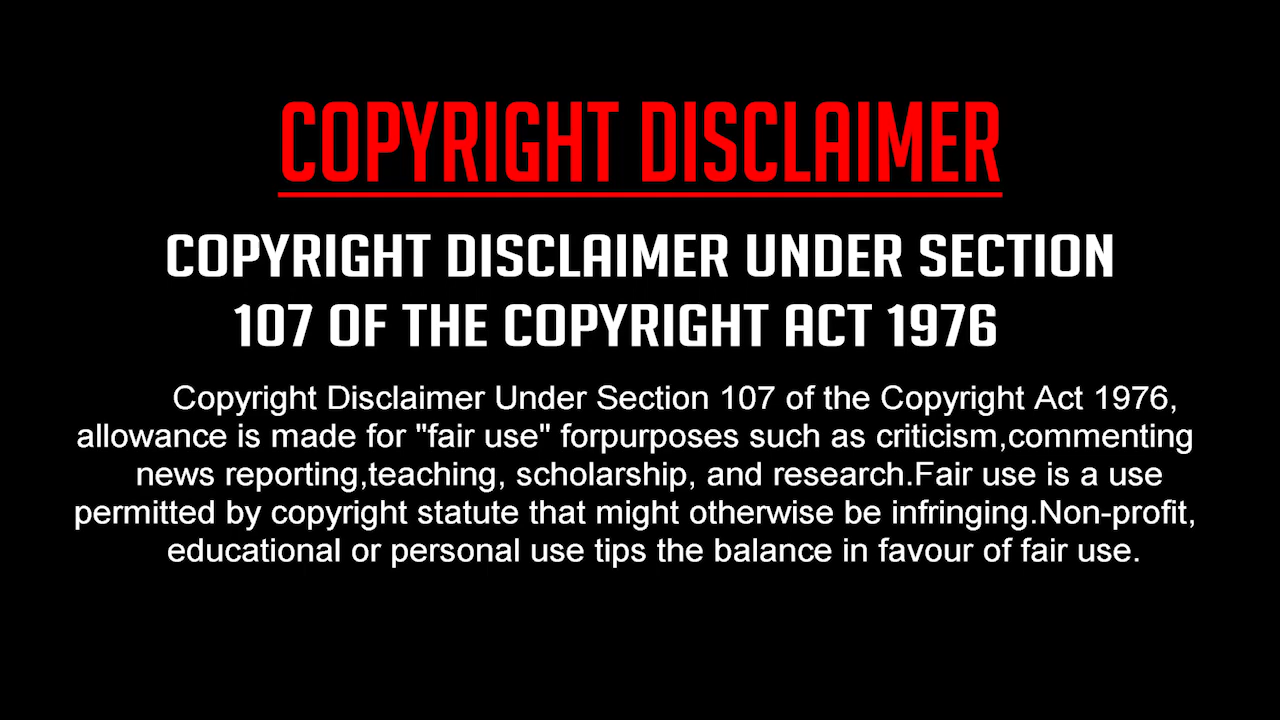 COPYRIGHT DISCLAIMER
COPYRIGHT DISCLAIMER UNDER SECTION
107 OF THE COPYRIGHT ACT 1976
Copyright Disclaimer Under Section 107 of the Copyright Act 1976,
allowance is made for "fair use" forpurposes such as criticism,commenting
news reporting,teaching, scholarship, and research.Fair use is a use
permitted by copyright statute that might otherwise be infringing.Non-profit,
educational or personal use tips the balance in favour of fair use.